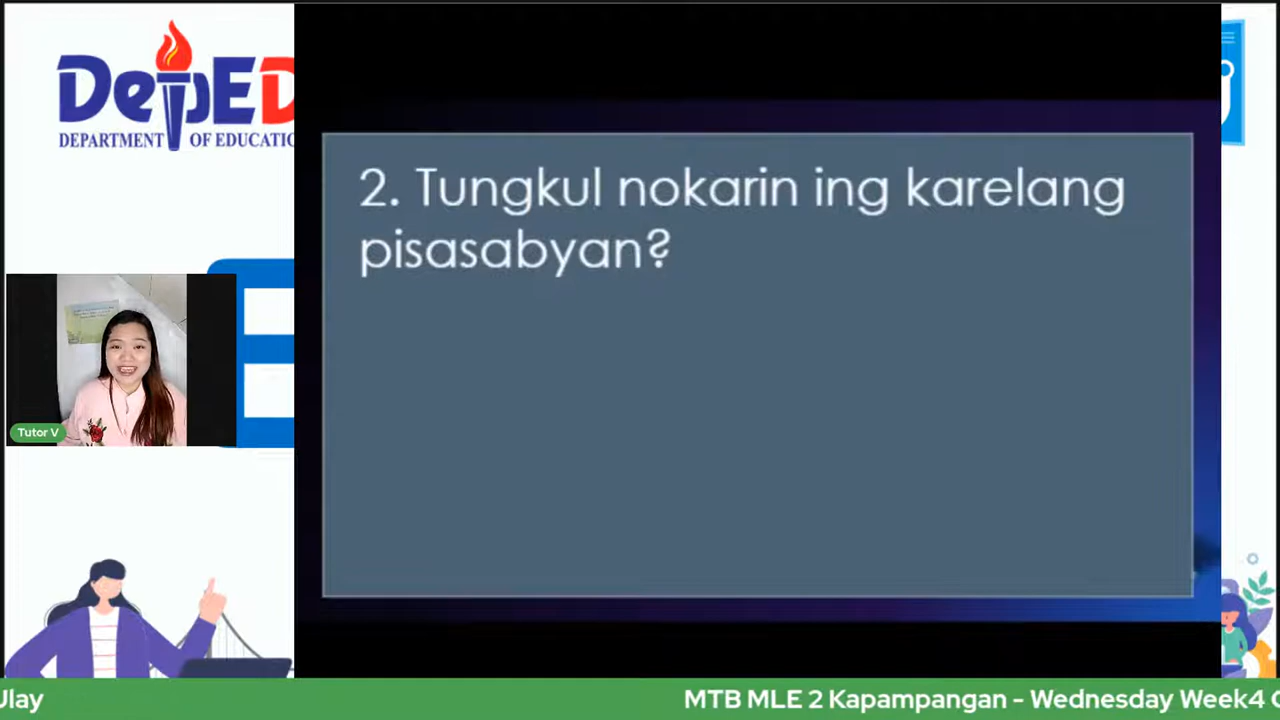 DepED
DEPARTMENT OF EDUCATIO
2. Tungkul nokarin ing karelang
pisasabyan?
Tutor V
Ulay MTB MLE 2 Kapampangan - Wednesday Week4